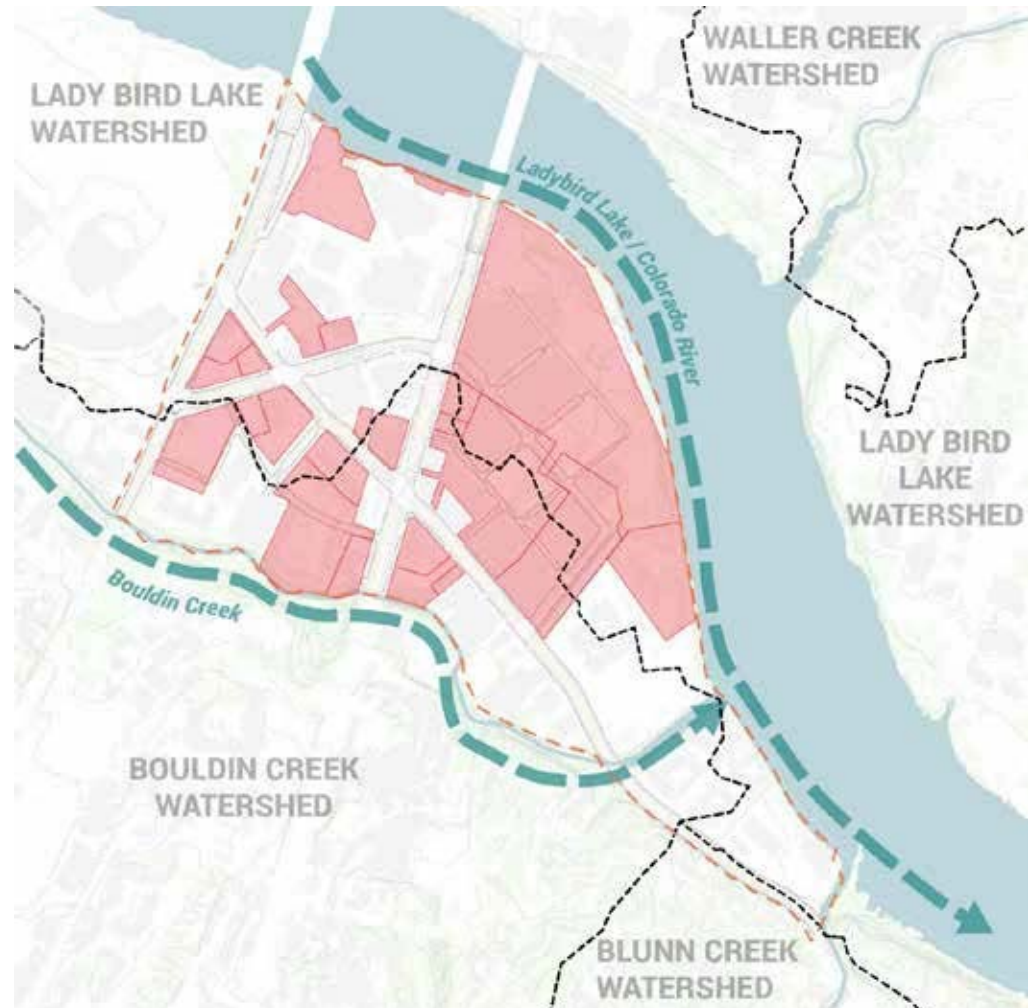 WALLER CREEK
WATERSHED
LADY BIRD LAKE
WATERSHED
Ladybird Lake / Colorado River
LADY BIRD
LAKE
WATERSHED
Bouldin Creek
BOULDIN CREEK
WATERSHED
BLUNN CREEK
WATERSHED